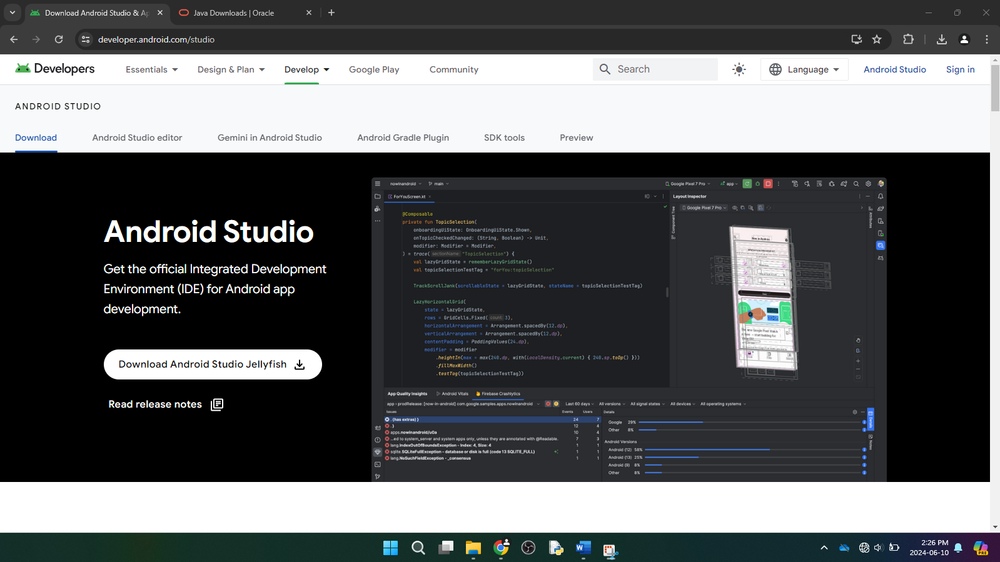 Download Android Studio & Ap
Java Downloads | Oracle
developer.android.com/studio
Developers
Essentials
Design & Plan
Develop
Google Play
Community
Search
Language
Android Studio
Sign in
ANDROID STUDIO
Download
Android Studio editor
Gemini in Android Studio
Android Gradle Plugin
SDK tools
Preview
Android Studio
Get the official Integrated Development
Environment (IDE) for Android app
development.
Download Android Studio Jellyfish
Read release notes
nowinandroid
main
Google Pixel 7 Pro
app
ForYouScreen.kt
Layout Inspector
Google Pixel 7 Pro
Component Tree
Attributes
@Composable
private fun TopicSelection(
onboardingUiState: OnboardingUiState.Shown,
onTopicCheckedChanged: (String, Boolean) -> Unit,
modifier: Modifier = Modifier,
) = trace( sectionName: "TopicSelection") {
val lazyGridState = rememberLazyGridState()
val topicSelectionTestTag = "forYou:topicSelection"
TrackScrollJank(scrollableState = lazyGridState, stateName = topicSelectionTestTag)
LazyHorizontalGrid(
state = lazyGridState,
rows = GridCells.Fixed( count: 3),
horizontalArrangement = Arrangement.spacedBy(12.dp),
verticalArrangement = Arrangement.spacedBy(12.dp),
contentPadding = PaddingValues(24.dp),
modifier = modifier
.heightIn(max = max(240.dp, with(LocalDensity.current) { 240.sp.toDp() }))
.fillMaxWidth()
.testTag(topicSelectionTestTag))
App Quality Insights
Android Vitals
Firebase Crashlytics
app › prodRelease: [now-in-android] com.google.samples.apps.nowinandroid
Last 60 days
All versions
All signal states
All devices
All operating systems
Issues
Events
Users
Details
. (has extras) }
24
7
.}
12
4
apps.nowinandroid/u0a
10
4
...ed to system_server and system apps only, unless they are annotated with @Readable.
7
3
lang.IndexOutOfBoundsException - Index: 4, Size: 4
1
1
sqlite.SQLiteFullException - database or disk is full (code 13 SQLITE_FULL)
1
1
lang.NoSuchFieldException - _consensus
1
1
Google 29%
Other 8%
Android Versions
Android (12) 58%
Android (13) 25%
Android (9) 8%
Other 8%
Details
Notes
2:26 PM
2024-06-10
PRE